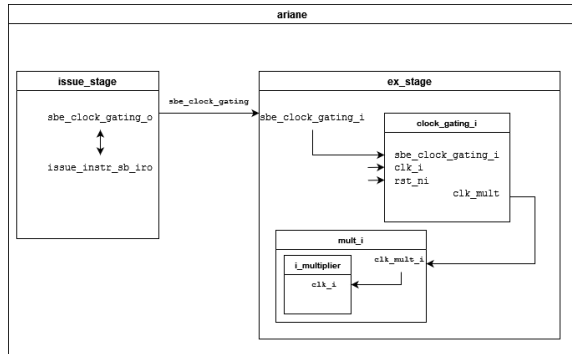 ariane
issue_stage
sbe_clock_gating_o
issue_instr_sb_iro
sbe_clock_gating
ex_stage
sbe_clock_gating_i
clock_gating_i
sbe_clock_gating_i
clk_i
rst_ni
clk_mult
mult_i
i_multiplier
clk_mult_i
clk_i